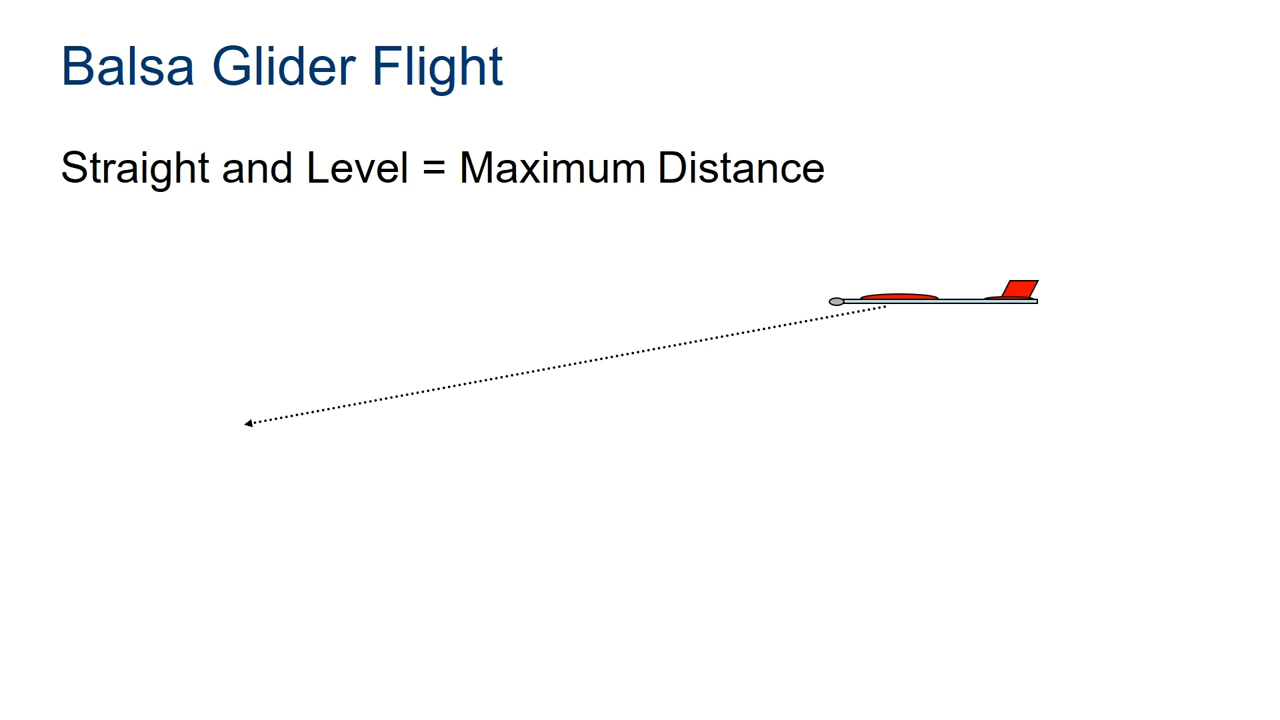 Balsa Glider Flight
Straight and Level = Maximum Distance